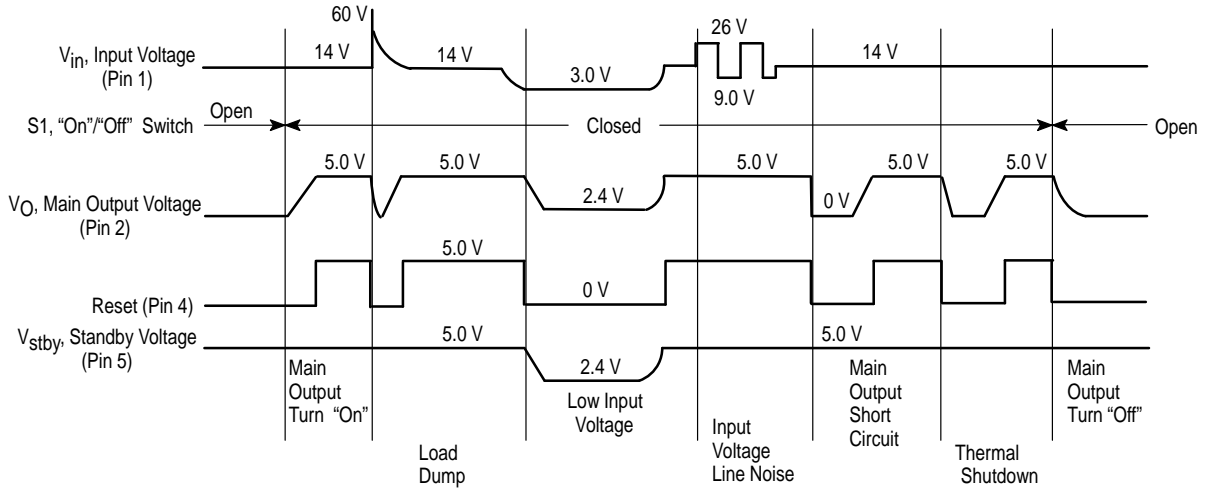 60 V
14 V
14 V
3.0 V
26 V
9.0 V
14 V
Vin, Input Voltage
(Pin 1)
S1, “On”/“Off” Switch
Open
Closed
Open
5.0 V
5.0 V
2.4 V
5.0 V
0 V
5.0 V
5.0 V
VO, Main Output Voltage
(Pin 2)
5.0 V
0 V
Reset (Pin 4)
Vstby, Standby Voltage
(Pin 5)
5.0 V
2.4 V
5.0 V
Main
Output
Turn “On”
Load
Dump
Low Input
Voltage
Input
Voltage
Line Noise
Main
Output
Short
Circuit
Thermal
Shutdown
Main
Output
Turn “Off”